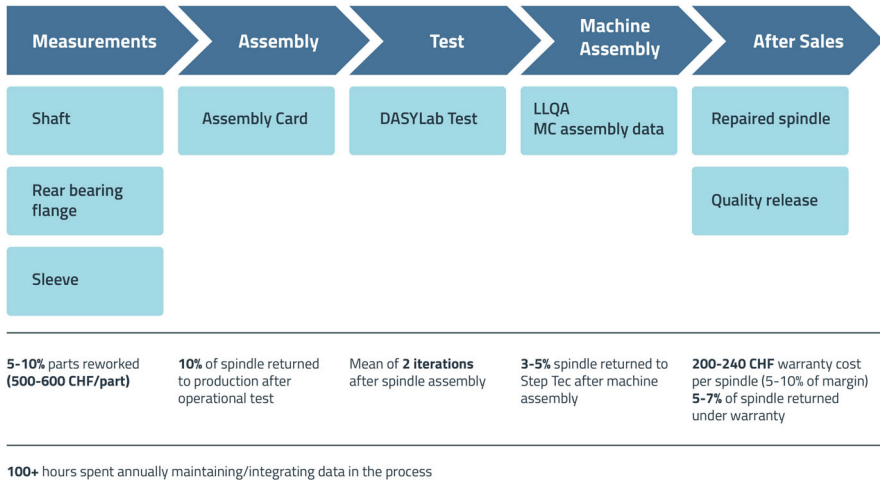 Measurements
Assembly
Test
Machine
Assembly
After Sales
Shaft
Assembly Card
DASYLab Test
LLQA
MC assembly data
Repaired spindle
Rear bearing
flange
Quality release
Sleeve
5-10% parts reworked
(500-600 CHF/part)
10% of spindle returned
to production after
operational test
Mean of 2 iterations
after spindle assembly
3-5% spindle returned to
Step Tec after machine
assembly
200-240 CHF warranty cost
per spindle (5-10% of margin)
5-7% of spindle returned
under warranty
100+ hours spent annually maintaining/integrating data in the process